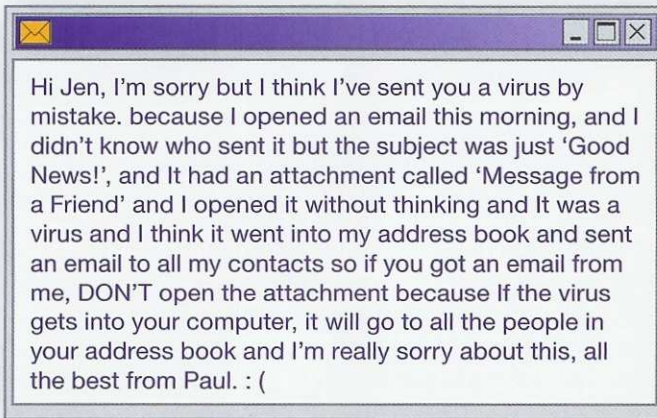 Hi Jen, I'm sorry but I think I've sent you a virus by
mistake. because I opened an email this morning, and I
didn't know who sent it but the subject was just ‘Good
News!’, and It had an attachment called ‘Message from
a Friend’ and I opened it without thinking and It was a
virus and I think it went into my address book and sent
an email to all my contacts so if you got an email from
me, DON'T open the attachment because If the virus
gets into your computer, it will go to all the people in
your address book and I'm really sorry about this, all
the best from Paul. : (